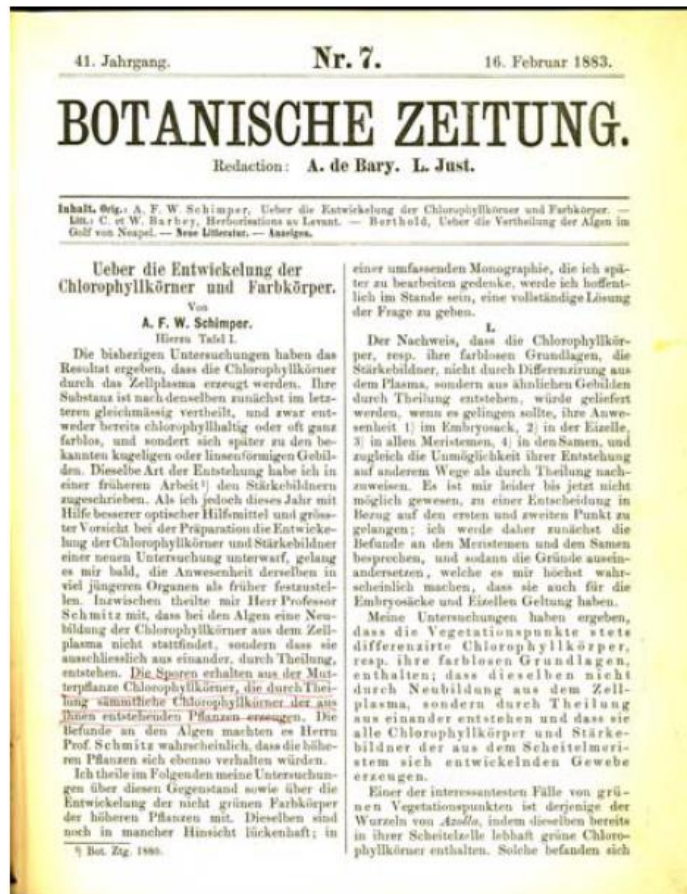 41. Jahrgang.
Nr. 7.
16. Februar 1883.
BOTANISCHE ZEITUNG.
Redaction: A. de Bary. L. Just.
Inhalt. Orig.: A. F. W. Schimper, Ueber die Entwickelung der Chlorophyllkörner und Farbkörper. —
Litt.: C. et W. Barbey, Herborisations au Levant. — Berthold, Ueber die Vertheilung der Algen im
Golf von Neapel. — Neue Litteratur. — Anzeigen.
Ueber die Entwickelung der
Chlorophyllkörner und Farbkörper.
Von
A. F. W. Schimper.
Hierzu Tafel I.
Die bisherigen Untersuchungen haben das
Resultat ergeben, dass die Chlorophyllkörner
durch das Zellplasma erzeugt werden. Ihre
Substanz ist nach denselben zunächst im letz-
teren gleichmässig vertheilt, und zwar ent-
weder bereits chlorophyllhaltig oder oft ganz
farblos, und sondert sich später zu den be-
kannten kugeligen oder linsenförmigen Gebil-
den. Dieselbe Art der Entstehung habe ich in
einer früheren Arbeit¹) den Stärkebildnern
zugeschrieben. Als ich jedoch dieses Jahr mit
Hilfe besserer optischer Hilfsmittel und gröss-
ter Vorsicht bei der Präparation die Entwicke-
lung der Chlorophyllkörner und Stärkebildner
einer neuen Untersuchung unterwarf, gelang
es mir bald, die Anwesenheit derselben in
viel jüngeren Organen als früher festzustel-
len. Inzwischen theilte mir Herr Professor
Schmitz mit, dass bei den Algen eine Neu-
bildung der Chlorophyllkörner aus dem Zell-
plasma nicht stattfindet, sondern dass sie
ausschliesslich aus einander, durch Theilung,
entstehen. Die Sporen erhalten aus der Mut-
terpflanze Chlorophyllkörner, die durch Thei-
lung sämmtliche Chlorophyllkörner der aus
ihnen entstehenden Pflanzen erzeugen. Die
Befunde an den Algen machten es Herrn
Prof. Schmitz wahrscheinlich, dass die höhe-
ren Pflanzen sich ebenso verhalten würden.
Ich theile im Folgenden meine Untersuchun-
gen über diesen Gegenstand sowie über die
Entwickelung der nicht grünen Farbkörper
der höheren Pflanzen mit. Dieselben sind
noch in mancher Hinsicht lückenhaft; in
¹) Bot. Ztg. 1880.
einer umfassenden Monographie, die ich spä-
ter zu bearbeiten gedenke, werde ich hoffent-
lich im Stande sein, eine vollständige Lösung
der Frage zu geben.
I.
Der Nachweis, dass die Chlorophyllkör-
per, resp. ihre farblosen Grundlagen, die
Stärkebildner, nicht durch Differenzirung aus
dem Plasma, sondern aus ähnlichen Gebilden
durch Theilung entstehen, würde geliefert
werden, wenn es gelingen sollte, ihre Anwe-
senheit 1) im Embryosack, 2) in der Eizelle,
3) in allen Meristemen, 4) in den Samen, und
zugleich die Unmöglichkeit ihrer Entstehung
auf anderem Wege als durch Theilung nach-
zuweisen. Es ist mir leider bis jetzt nicht
möglich gewesen, zu einer Entscheidung in
Bezug auf den ersten und zweiten Punkt zu
gelangen; ich werde daher zunächst die
Befunde an den Meristemen und den Samen
besprechen, und sodann die Gründe ausein-
andersetzen, welche es mir höchst wahr-
scheinlich machen, dass sie auch für die
Embryosäcke und Eizellen Geltung haben.
Meine Untersuchungen haben ergeben,
dass die Vegetationspunkte stets
differenzirte Chlorophyllkörper,
resp. ihre farblosen Grundlagen,
enthalten; dass dieselben nicht
durch Neubildung aus dem Zell-
plasma, sondern durch Theilung
aus einander entstehen und dass sie
alle Chlorophyllkörper und Stärke-
bildner der aus dem Scheitelmeri-
stem sich entwickelnden Gewebe
erzeugen.
Einer der interessantesten Fälle von grü-
nen Vegetationspunkten ist derjenige der
Wurzeln von Azolla, indem dieselben bereits
in ihrer Scheitelzelle lebhaft grüne Chloro-
phyllkörner enthalten. Solche befanden sich